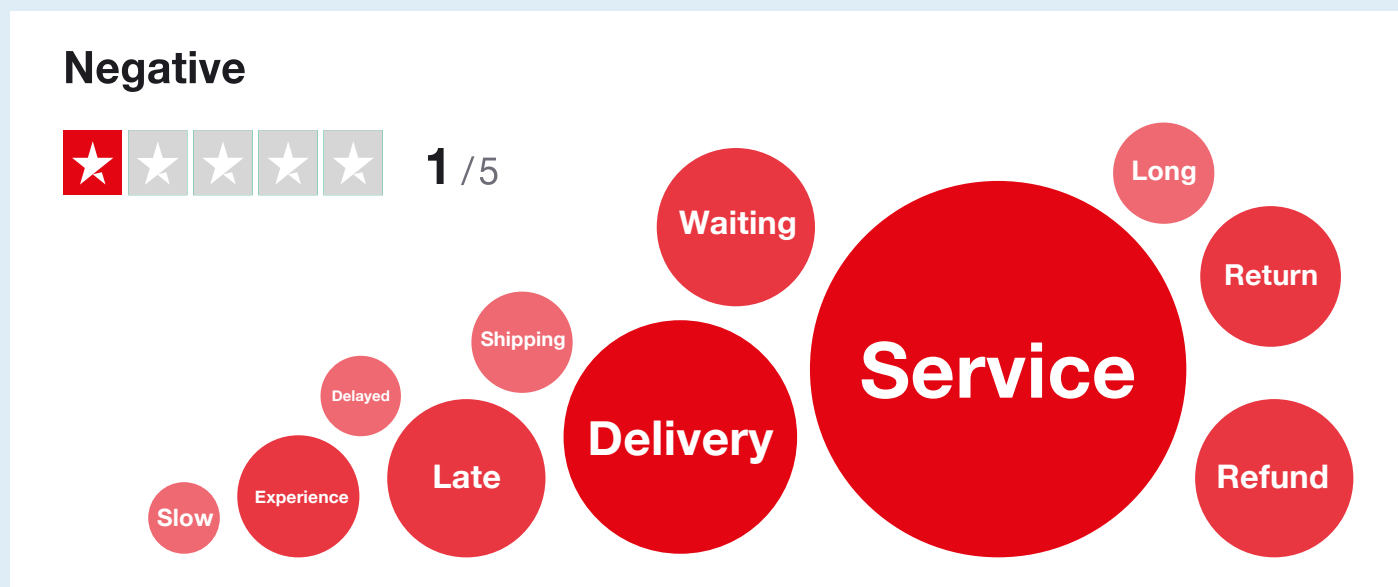 Negative
1 /5
Long
Waiting
Return
Service
Shipping
Delayed
Delivery
Late
Refund
Experience
Slow